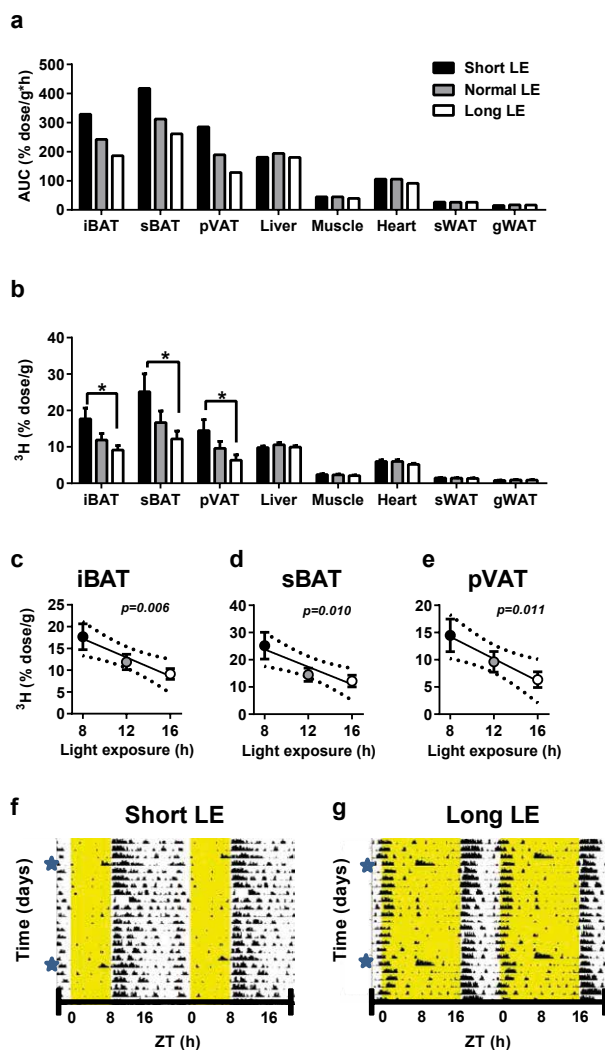 a
AUC (% dose/g*h)
500
400
300
200
100
0
Short LE
Normal LE
Long LE
iBAT sBAT pVAT Liver Muscle Heart sWAT gWAT
b
³H (% dose/g)
40
30
20
10
0
* * *
iBAT sBAT pVAT Liver Muscle Heart sWAT gWAT
c
iBAT
p=0.006
³H (% dose/g)
25
20
15
10
5
0
8 12 16
Light exposure (h)
d
sBAT
p=0.010
40
30
20
10
0
8 12 16
Light exposure (h)
e
pVAT
p=0.011
20
15
10
5
0
8 12 16
Light exposure (h)
f
Short LE
Time (days)
0 8 16 0 8 16
ZT (h)
g
Long LE
Time (days)
0 8 16 0 8 16
ZT (h)